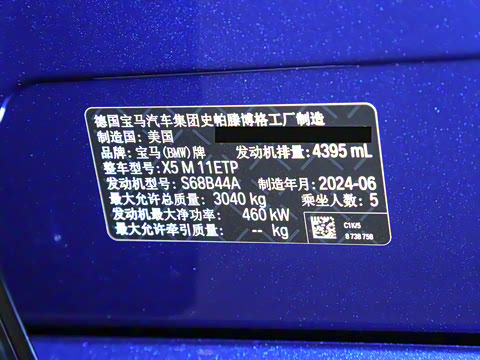 德国宝马汽车集团史帕滕博格工厂制造
制造国: 美国
品牌: 宝马(BMW)牌 发动机排量: 4395 mL
整车型号: X5 M 11ETP
发动机型号: S68B44A 制造年月: 2024-06
最大允许总质量: 3040 kg 乘坐人数: 5
发动机最大净功率: 460 kW
最大允许牵引质量: -- kg
C1K/5
8 738 758